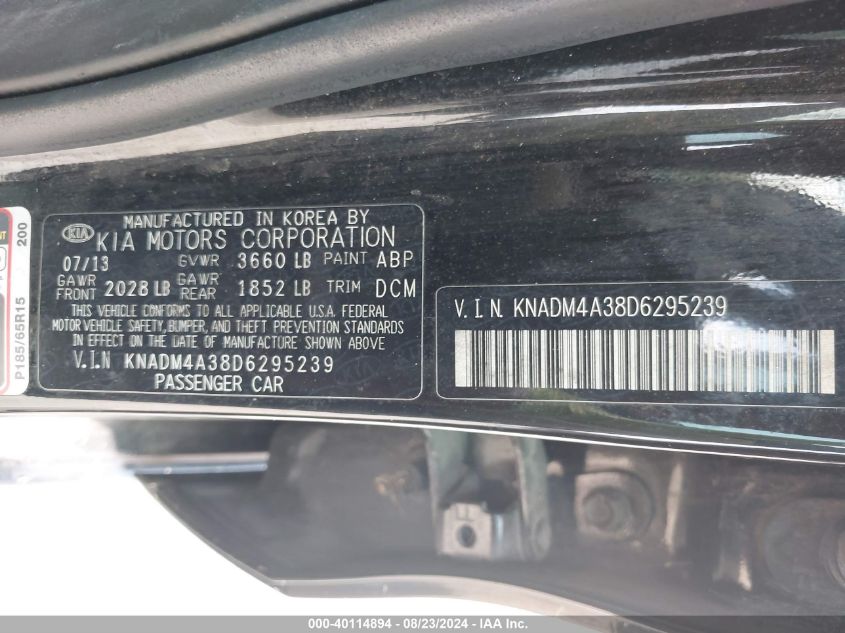 MANUFACTURED IN KOREA BY
KIA KIA MOTORS CORPORATION
07/13 GVWR 3660 LB PAINT ABP
GAWR FRONT 2028 LB GAWR REAR 1852 LB TRIM DCM
THIS VEHICLE CONFORMS TO ALL APPLICABLE U.S.A. FEDERAL
MOTOR VEHICLE SAFETY, BUMPER, AND THEFT PREVENTION STANDARDS
IN EFFECT ON THE DATE OF MANUFACTURE SHOWN ABOVE
V.I.N KNADM4A38D6295239
PASSENGER CAR
V.I.N. KNADM4A38D6295239
P185/65R15
200
000-40114894 - 08/23/2024 - IAA Inc.